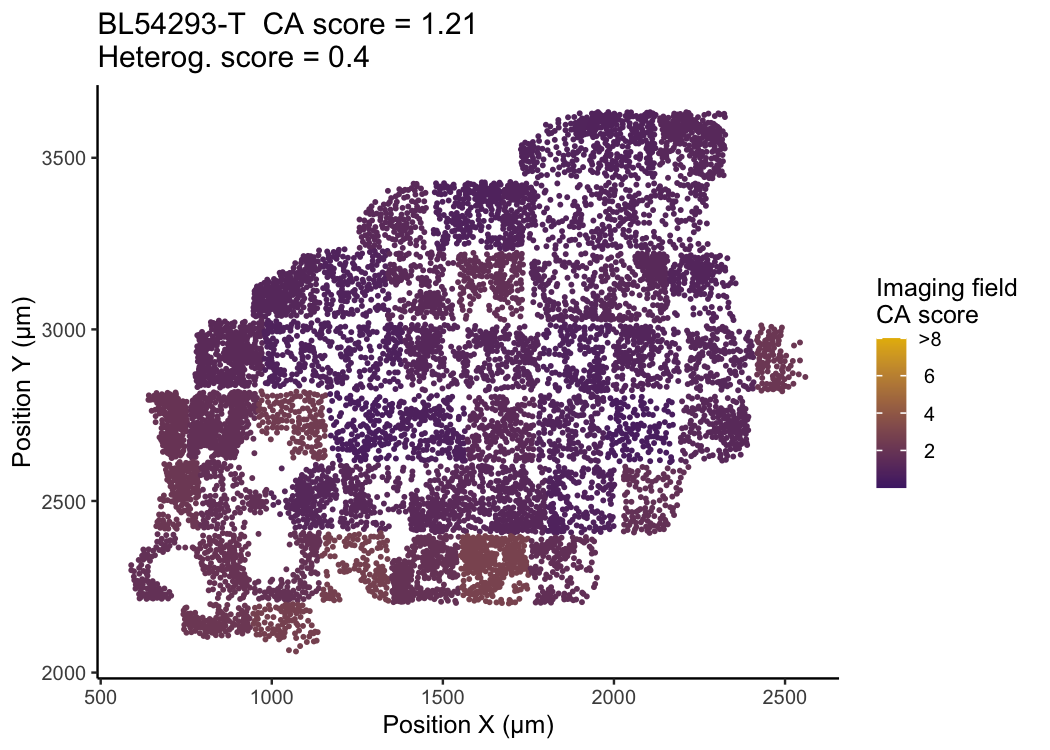 BL54293-T  CA score = 1.21
Heterog. score = 0.4
Position Y (µm)
3500
3000
2500
2000
500
1000
1500
2000
2500
Position X (µm)
Imaging field
CA score
>8
6
4
2